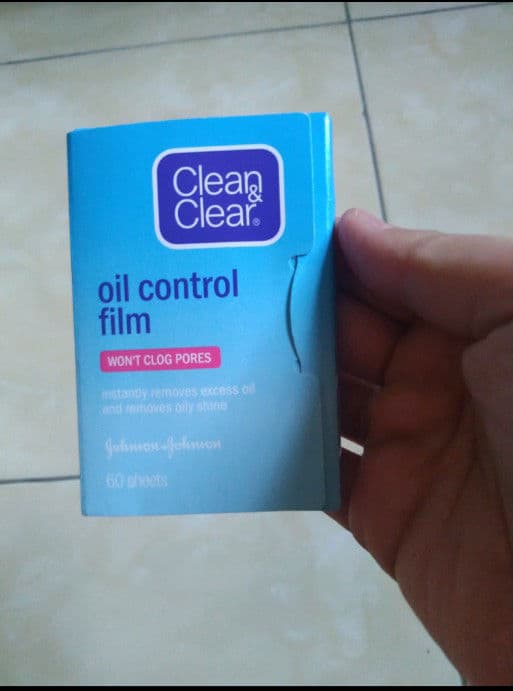 Clean
&
Clear®
oil control
film
WON'T CLOG PORES
instantly removes excess oil
and removes oily shine
Johnson & Johnson
60 sheets